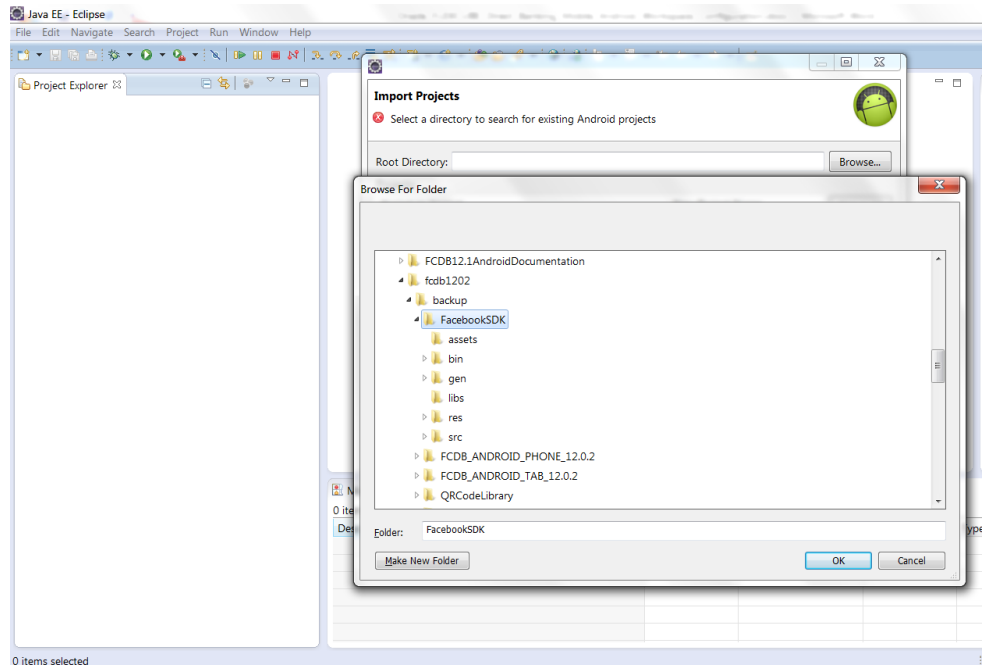 Java EE - Eclipse
File Edit Navigate Search Project Run Window Help
Project Explorer
Import Projects
Select a directory to search for existing Android projects
Root Directory:
Browse...
Browse For Folder
FCDB12.1AndroidDocumentation
fcdb1202
backup
FacebookSDK
assets
bin
gen
libs
res
src
FCDB_ANDROID_PHONE_12.0.2
FCDB_ANDROID_TAB_12.0.2
QRCodeLibrary
Folder: FacebookSDK
Make New Folder
OK
Cancel
0 items selected